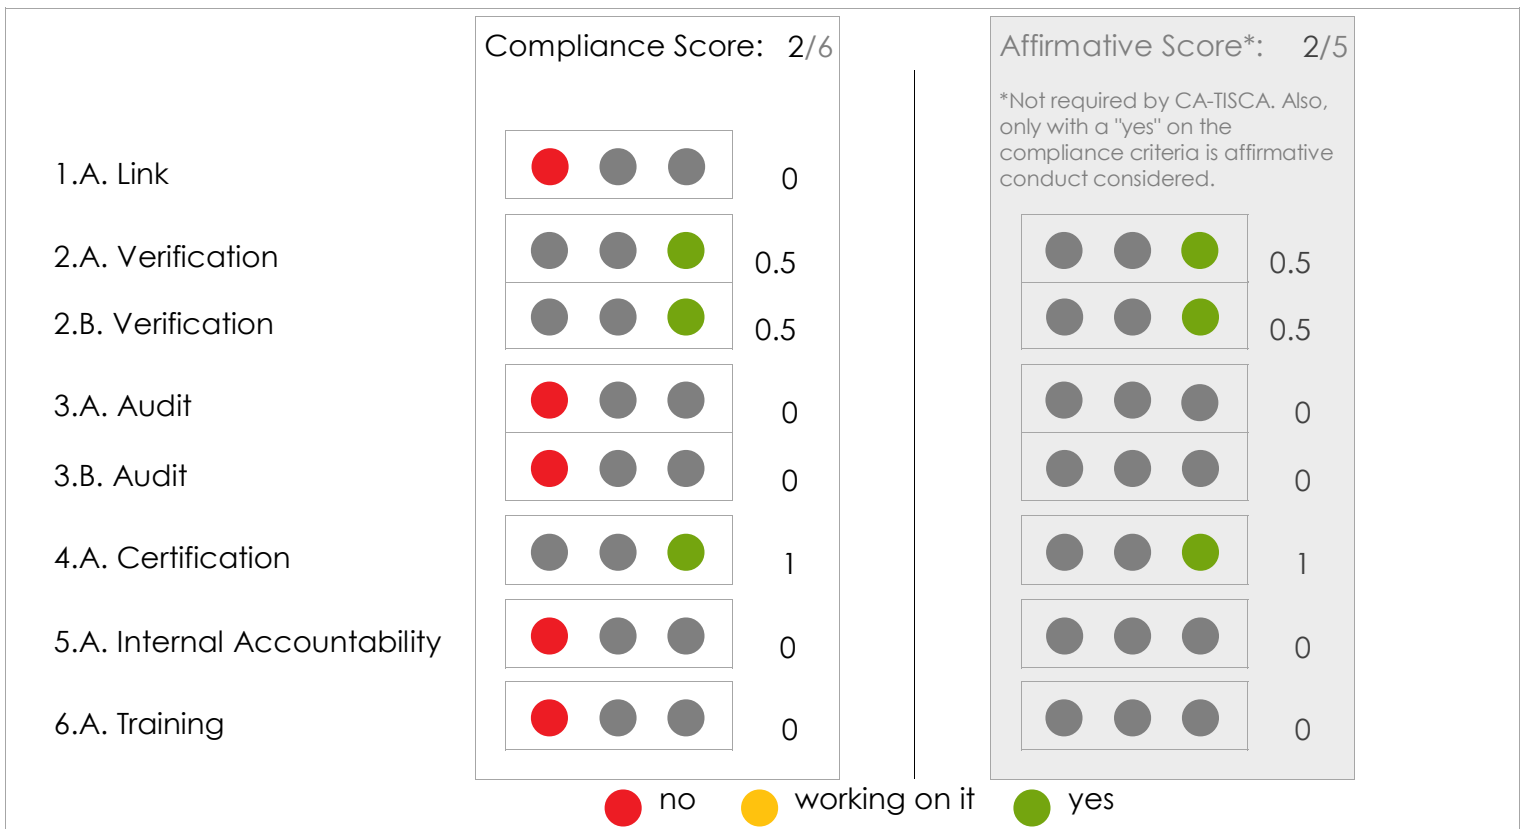 Compliance Score: 2/6
Affirmative Score*: 2/5
*Not required by CA-TISCA. Also,
only with a "yes" on the
compliance criteria is affirmative
conduct considered.
1.A. Link 0
2.A. Verification 0.5 0.5
2.B. Verification 0.5 0.5
3.A. Audit 0 0
3.B. Audit 0 0
4.A. Certification 1 1
5.A. Internal Accountability 0 0
6.A. Training 0 0
no working on it yes